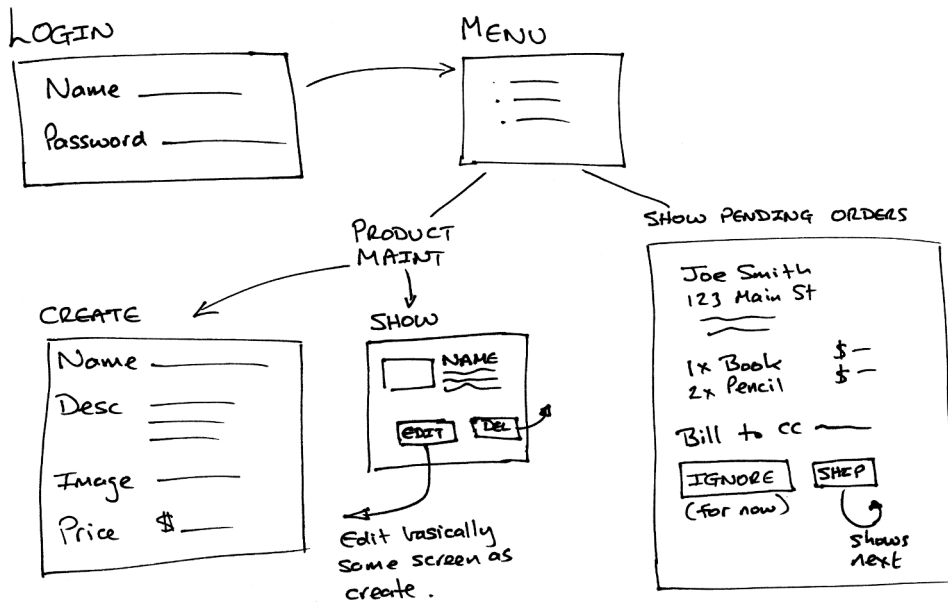 LOGIN
Name
Password
MENU
PRODUCT
MAINT
CREATE
Name
Desc
Image
Price $
SHOW
NAME
EDIT DEL
Edit basically
same screen as
create.
SHOW PENDING ORDERS
Joe Smith
123 Main St
1x Book $
2x Pencil $
Bill to CC
IGNORE SHIP
(for now)
shows
next